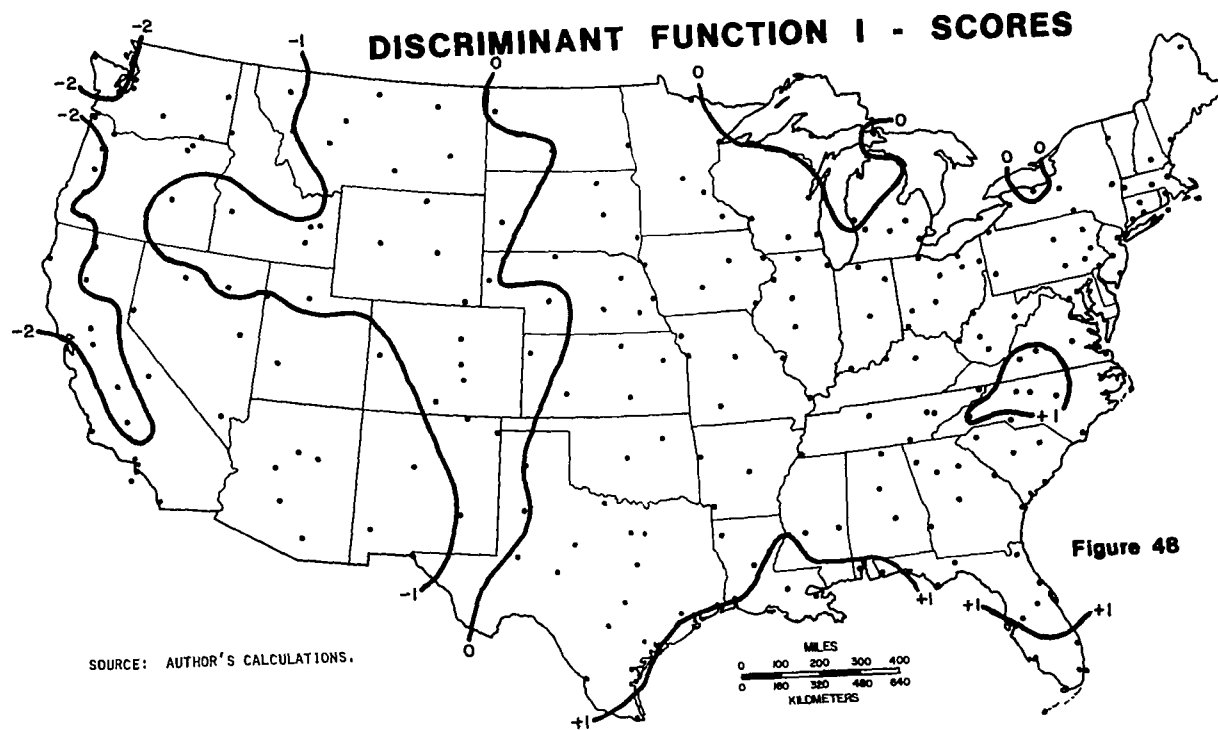 DISCRIMINANT FUNCTION I - SCORES
-2
-1
0
0
-2
-2
0
0
0
-2
+1
Figure 48
-1
+1
+1
+1
0
SOURCE: AUTHOR'S CALCULATIONS.
MILES
0 100 200 300 400
0 160 320 480 640
KILOMETERS
+1